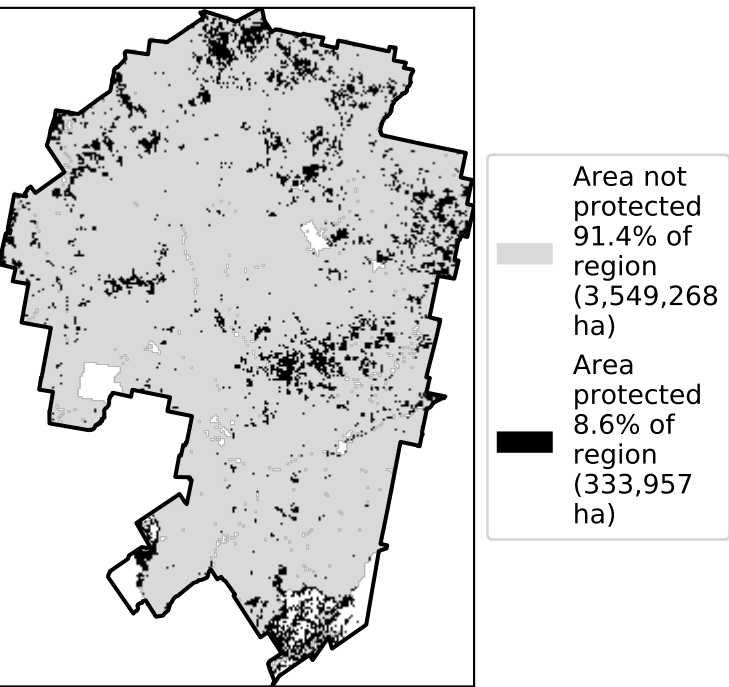 Area not
protected
91.4% of
region
(3,549,268
ha)
Area
protected
8.6% of
region
(333,957
ha)